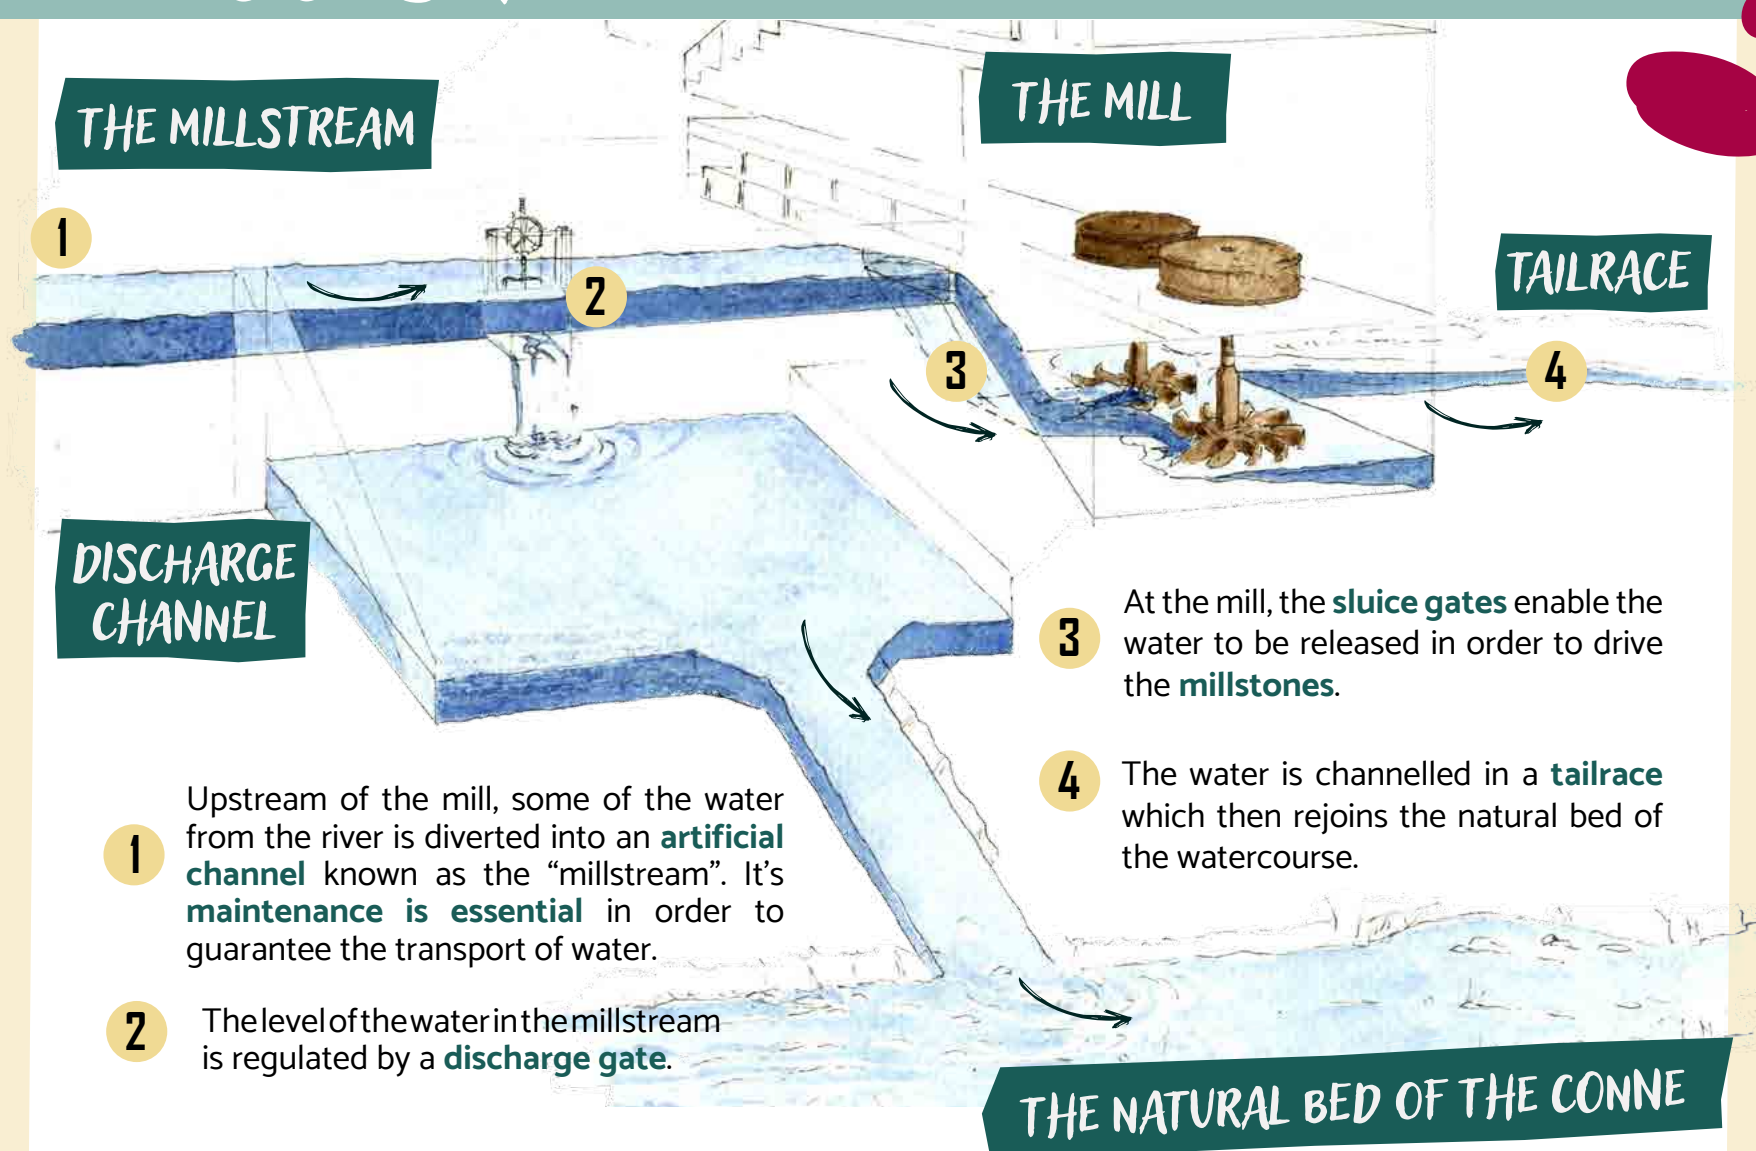 THE MILLSTREAM
THE MILL
1
2
TAILRACE
3
4
DISCHARGE
CHANNEL
3
At the mill, the sluice gates enable the
water to be released in order to drive
the millstones.
4
The water is channelled in a tailrace
which then rejoins the natural bed of
the watercourse.
1
Upstream of the mill, some of the water
from the river is diverted into an artificial
channel known as the “millstream”. It’s
maintenance is essential in order to
guarantee the transport of water.
2
The level of the water in the millstream
is regulated by a discharge gate.
THE NATURAL BED OF THE CONNE